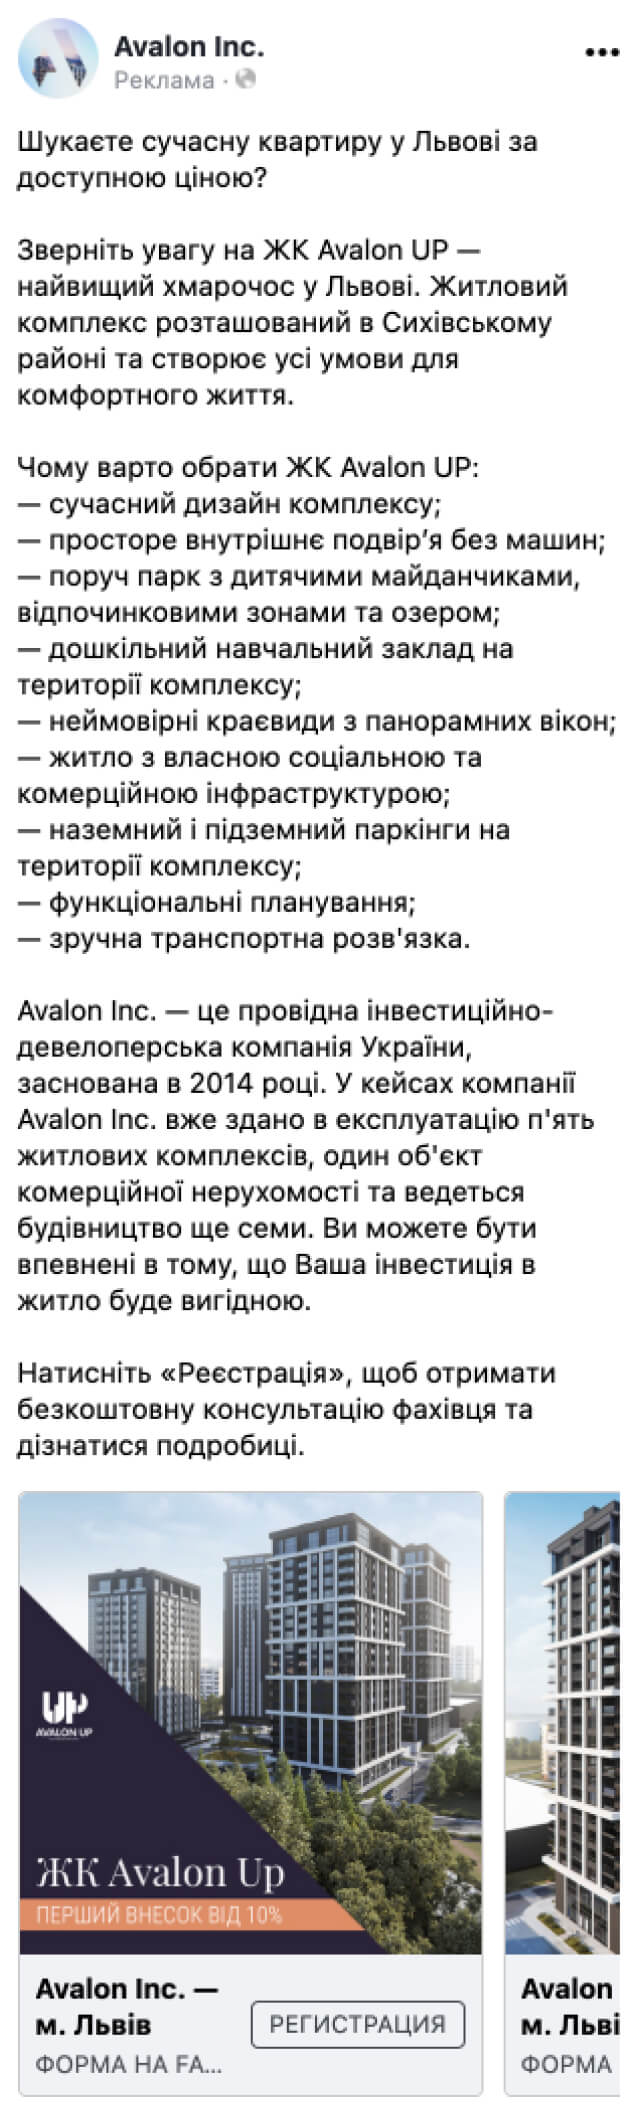 Avalon Inc.
Реклама ·
Шукаєте сучасну квартиру у Львові за
доступною ціною?
Зверніть увагу на ЖК Avalon UP —
найвищий хмарочос у Львові. Житловий
комплекс розташований в Сихівському
районі та створює усі умови для
комфортного життя.
Чому варто обрати ЖК Avalon UP:
— сучасний дизайн комплексу;
— просторе внутрішнє подвір’я без машин;
— поруч парк з дитячими майданчиками,
відпочинковими зонами та озером;
— дошкільний навчальний заклад на
території комплексу;
— неймовірні краєвиди з панорамних вікон;
— житло з власною соціальною та
комерційною інфраструктурою;
— наземний і підземний паркінги на
території комплексу;
— функціональні планування;
— зручна транспортна розв'язка.
Avalon Inc. — це провідна інвестиційно-
девелоперська компанія України,
заснована в 2014 році. У кейсах компанії
Avalon Inc. вже здано в експлуатацію п'ять
житлових комплексів, один об'єкт
комерційної нерухомості та ведеться
будівництво ще семи. Ви можете бути
впевнені в тому, що Ваша інвестиція в
житло буде вигідною.
Натисніть «Реєстрація», щоб отримати
безкоштовну консультацію фахівця та
дізнатися подробиці.
UP
AVALON UP
ЖК Avalon Up
ПЕРШИЙ ВНЕСОК ВІД 10%
Avalon Inc. —
м. Львів
ФОРМА НА FA...
РЕГИСТРАЦИЯ
Avalon
м. Льві
ФОРМА